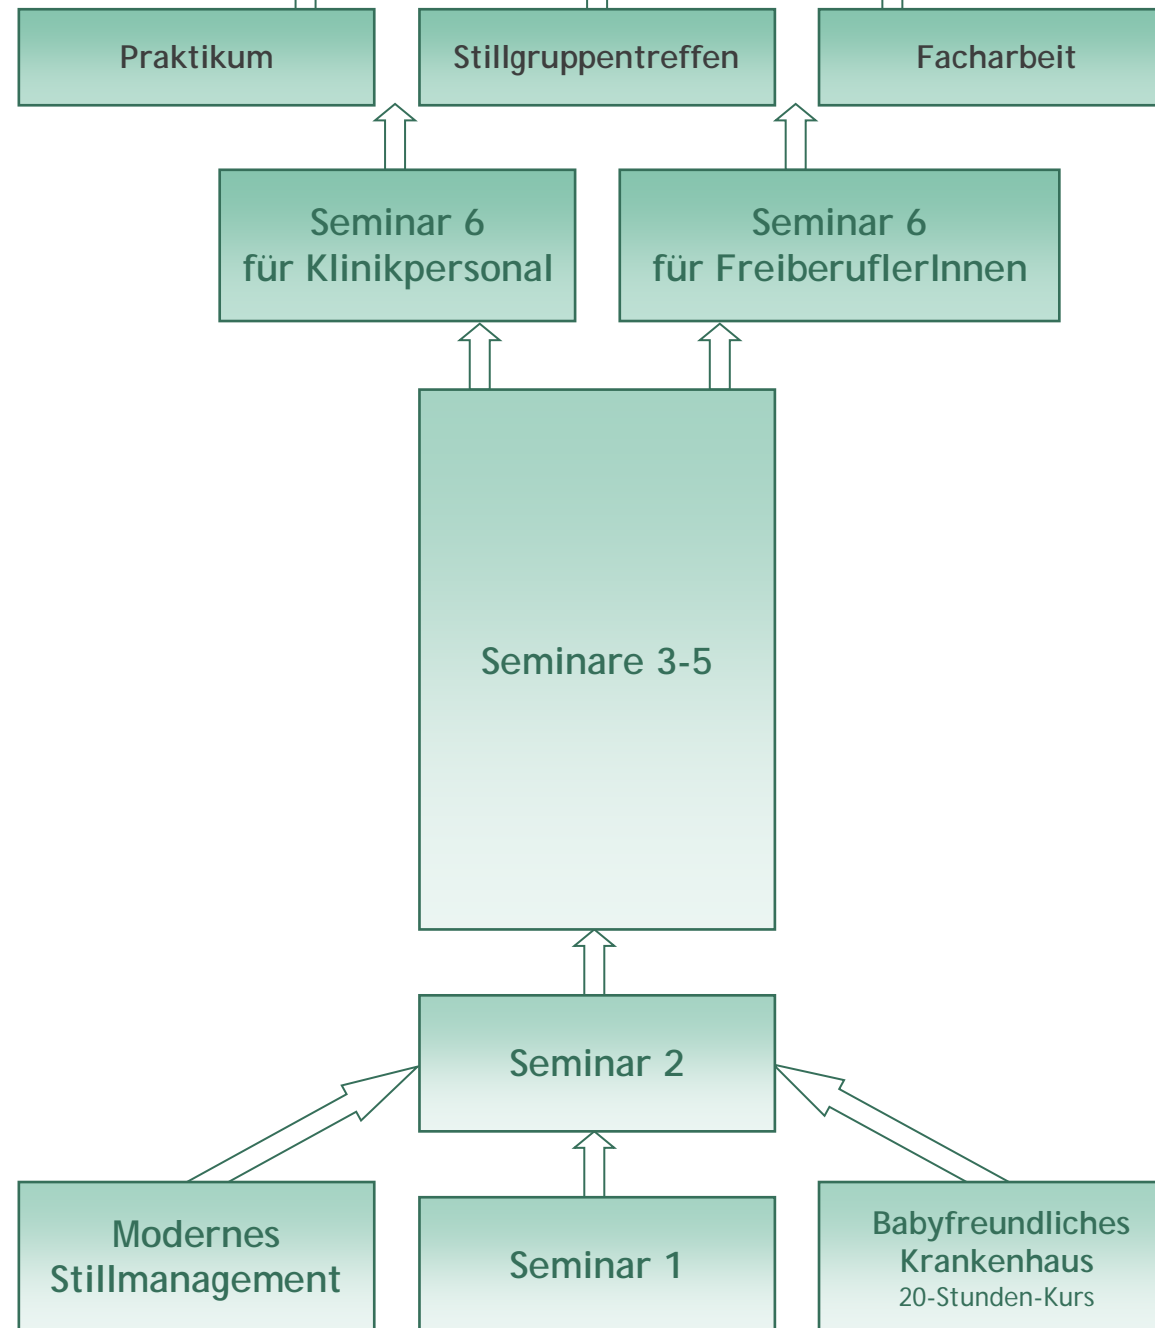 Praktikum
Stillgruppentreffen
Facharbeit
Seminar 6
für Klinikpersonal
Seminar 6
für FreiberuflerInnen
Seminare 3-5
Seminar 2
Modernes
Stillmanagement
Seminar 1
Babyfreundliches
Krankenhaus
20-Stunden-Kurs